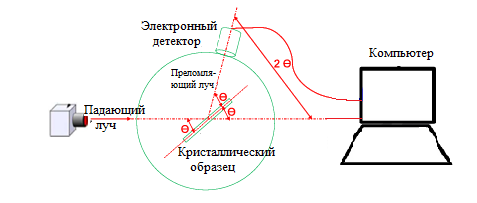 Электронный
детектор
Компьютер
Преломля-
ющий луч
2 Θ
Падающий
луч
Θ
Θ
Θ
Кристаллический
образец